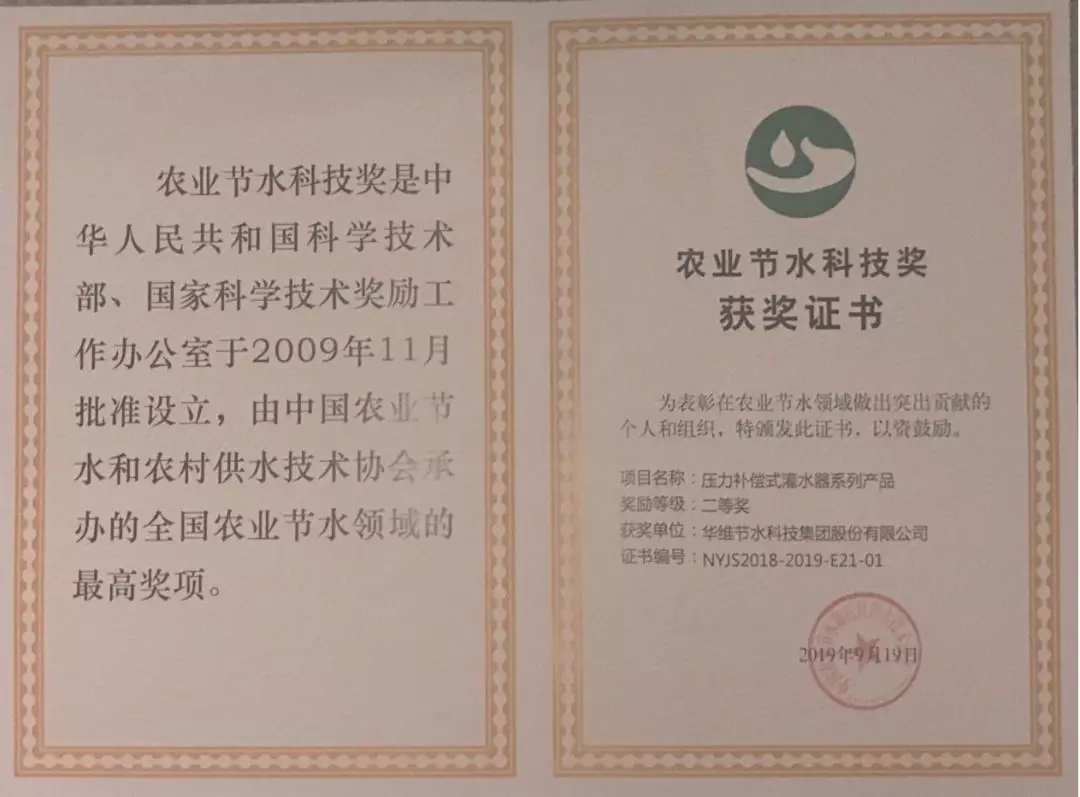 农业节水科技奖是中
华人民共和国科学技术
部、国家科学技术奖励工
作办公室于2009年11月
批准设立，由中国农业节
水和农村供水技术协会承
办的全国农业节水领域的
最高奖项。
农业节水科技奖
获奖证书
为表彰在农业节水领域做出突出贡献的
个人和组织，特颁发此证书，以资鼓励。
项目名称：压力补偿式灌水器系列产品
奖励等级：二等奖
获奖单位：华维节水科技集团股份有限公司
证书编号：NYJS2018-2019-E21-01
2019年9月19日